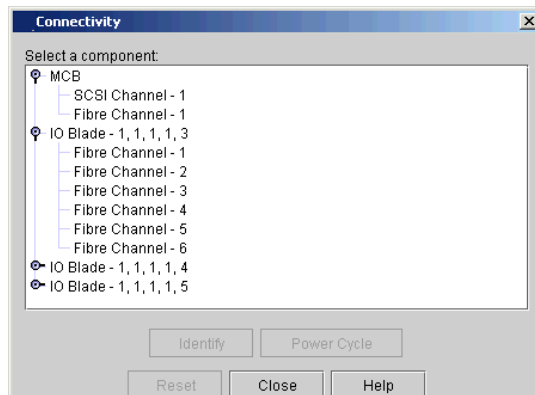 Connectivity
Select a component:
MCB
SCSI Channel - 1
Fibre Channel - 1
IO Blade - 1, 1, 1, 1, 3
Fibre Channel - 1
Fibre Channel - 2
Fibre Channel - 3
Fibre Channel - 4
Fibre Channel - 5
Fibre Channel - 6
IO Blade - 1, 1, 1, 1, 4
IO Blade - 1, 1, 1, 1, 5
Identify Power Cycle
Reset Close Help